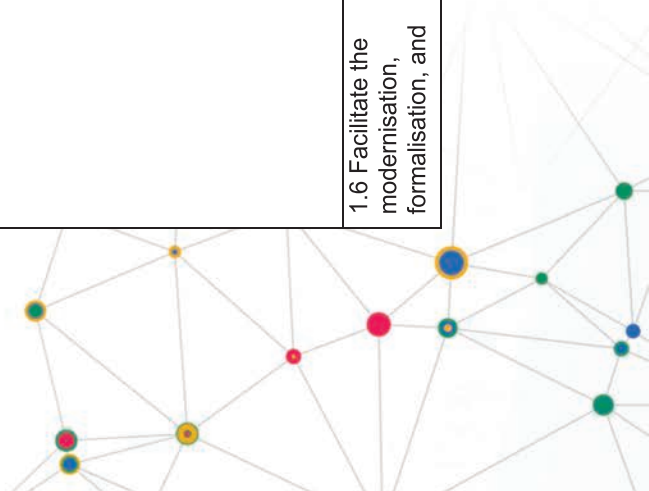 1.6 Facilitate the
modernisation,
formalisation, and